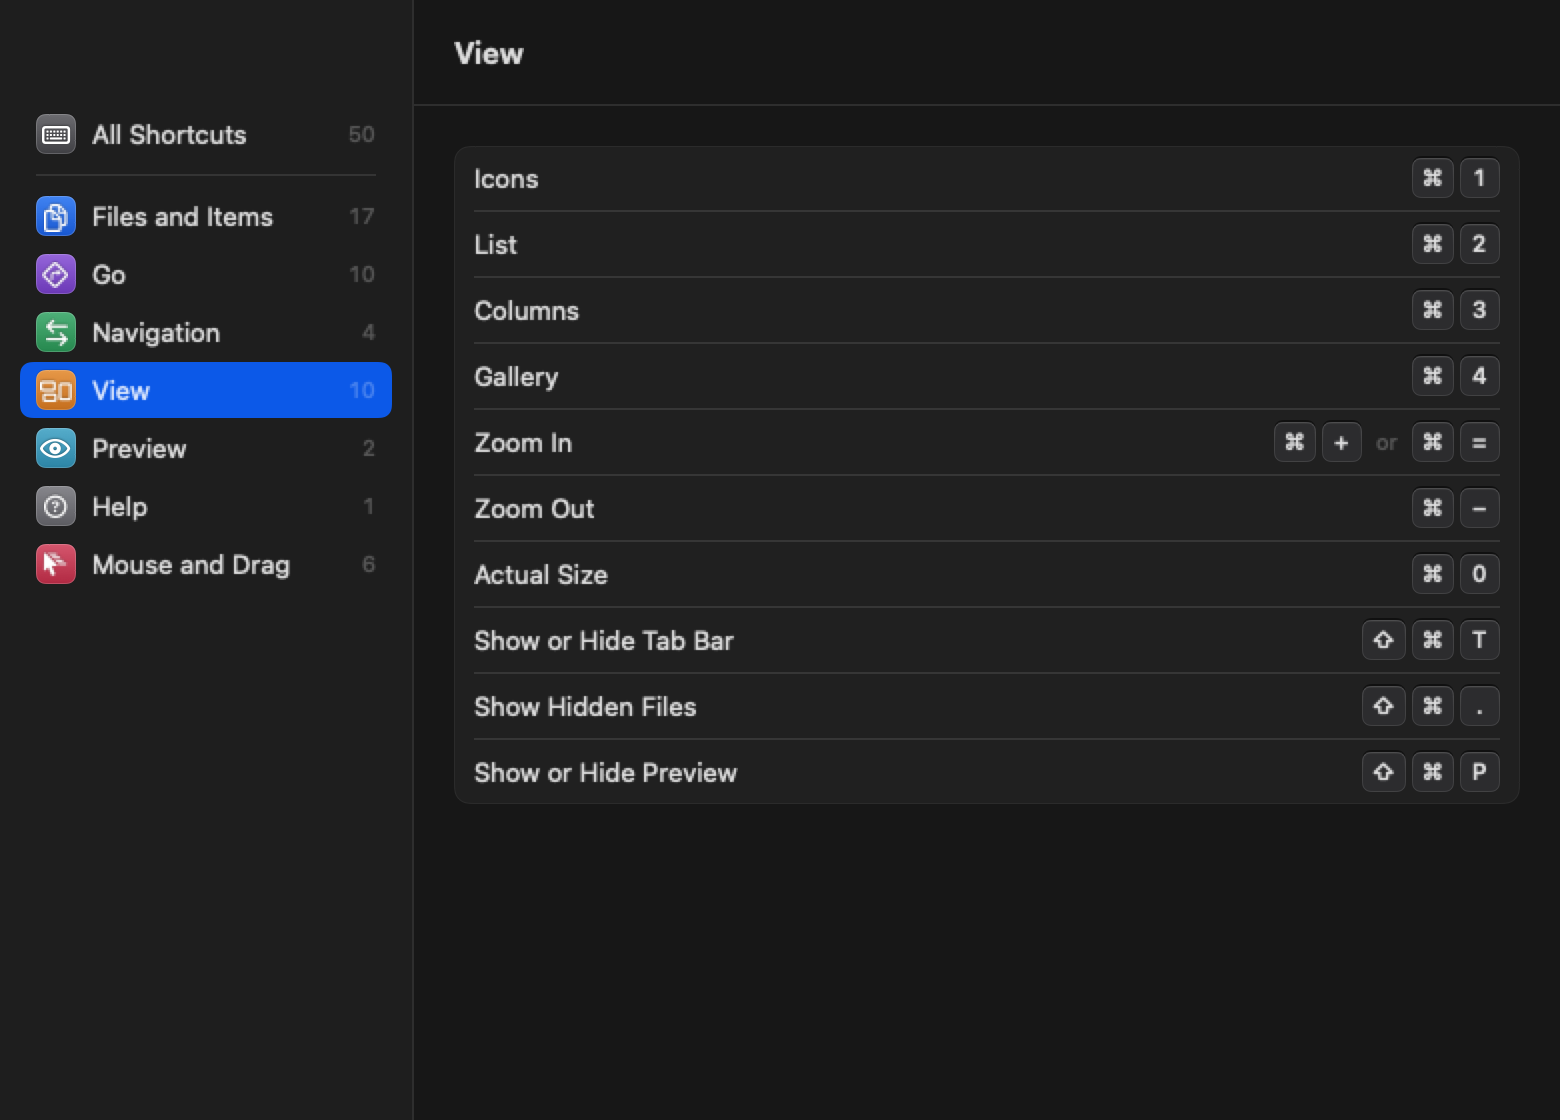 All Shortcuts 50
Files and Items 17
Go 10
Navigation 4
View 10
Preview 2
Help 1
Mouse and Drag 6
View
Icons ⌘ 1
List ⌘ 2
Columns ⌘ 3
Gallery ⌘ 4
Zoom In ⌘ + or ⌘ =
Zoom Out ⌘ −
Actual Size ⌘ 0
Show or Hide Tab Bar ⇧ ⌘ T
Show Hidden Files ⇧ ⌘ .
Show or Hide Preview ⇧ ⌘ P